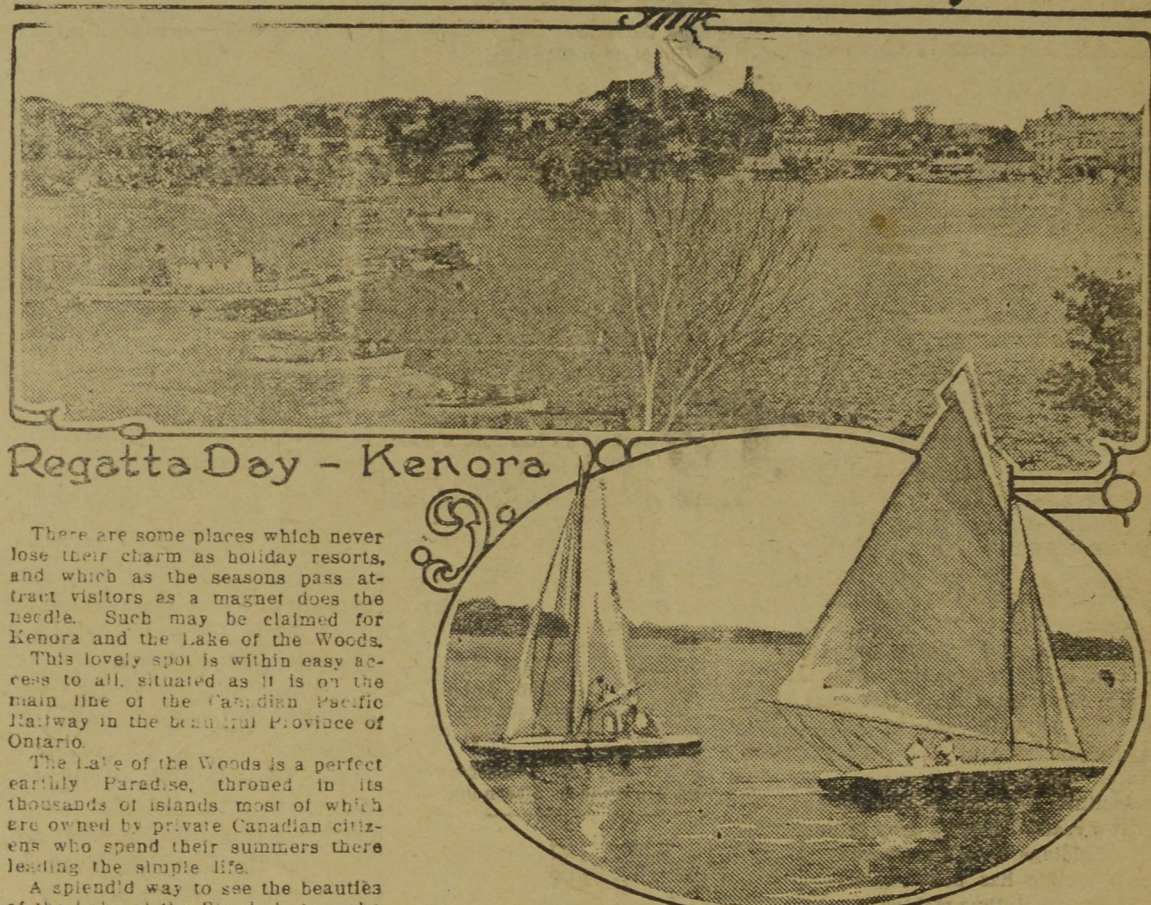 Regatta Day - Kenora
There are some places which never
lose their charm as holiday resorts,
and which as the seasons pass at-
tract visitors as a magnet does the
needle. Such may be claimed for
Kenora and the Lake of the Woods.
This lovely spot is within easy ac-
cess to all, situated as it is on the
main line of the Canadian Pacific
Railway in the beautiful Province of
Ontario.
The Lake of the Woods is a perfect
earthly Paradise, throned in its
thousands of islands, most of which
are owned by private Canadian citiz-
ens who spend their summers there
leading the simple life.
A splendid way to see the beauties